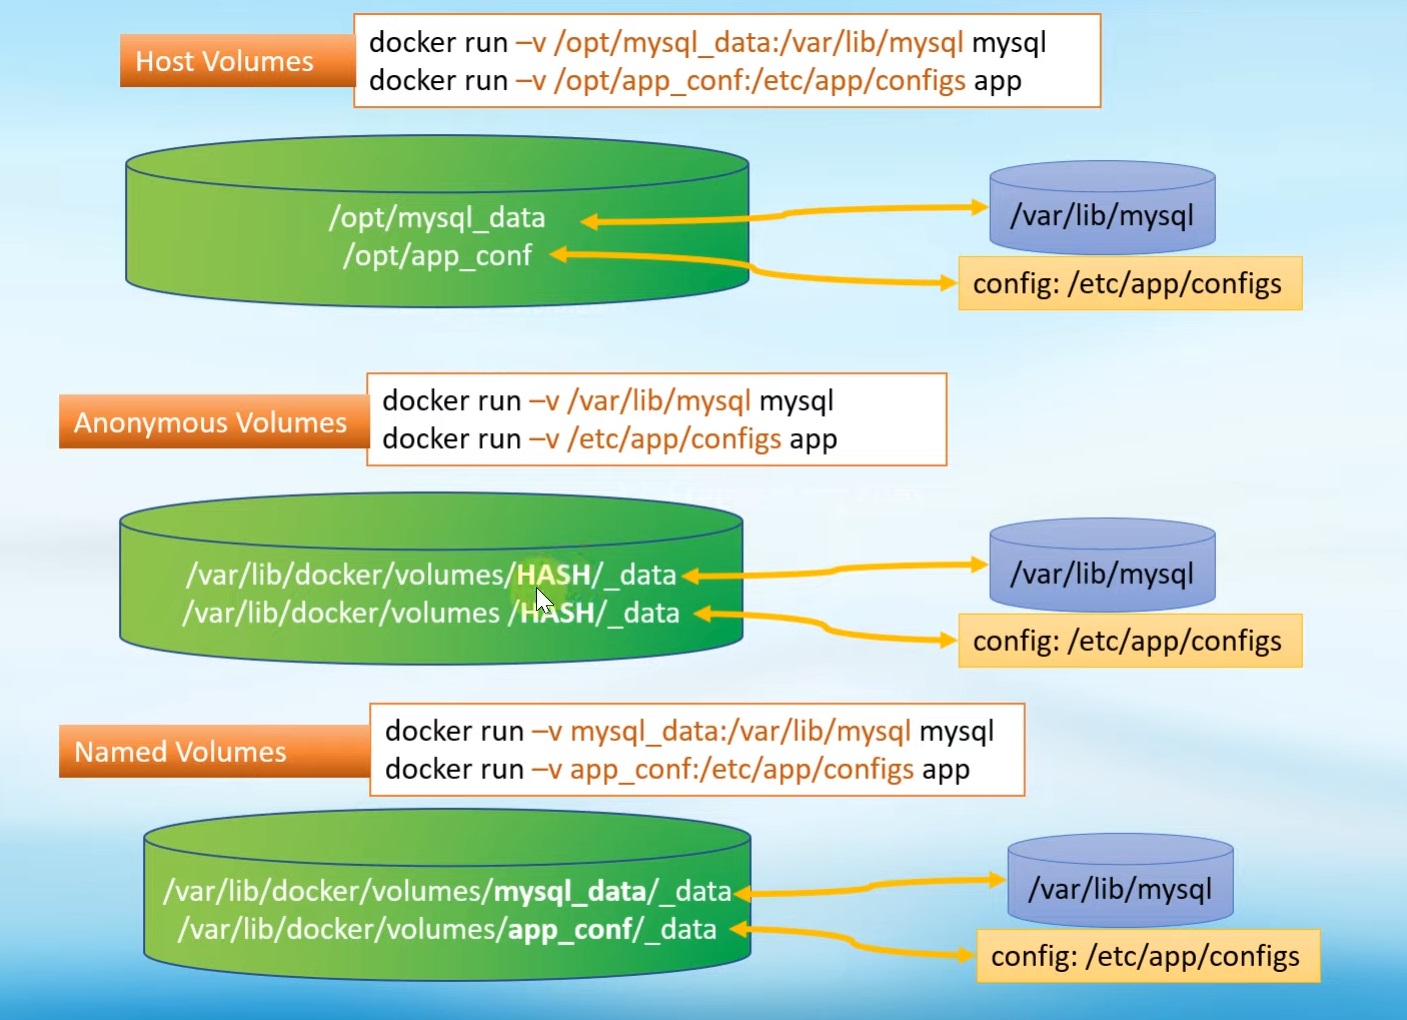 Host Volumes
docker run –v /opt/mysql_data:/var/lib/mysql mysql
docker run –v /opt/app_conf:/etc/app/configs app
/opt/mysql_data
/opt/app_conf
/var/lib/mysql
config: /etc/app/configs
Anonymous Volumes
docker run –v /var/lib/mysql mysql
docker run –v /etc/app/configs app
/var/lib/docker/volumes/HASH/_data
/var/lib/docker/volumes /HASH/_data
/var/lib/mysql
config: /etc/app/configs
Named Volumes
docker run –v mysql_data:/var/lib/mysql mysql
docker run –v app_conf:/etc/app/configs app
/var/lib/docker/volumes/mysql_data/_data
/var/lib/docker/volumes/app_conf/_data
/var/lib/mysql
config: /etc/app/configs